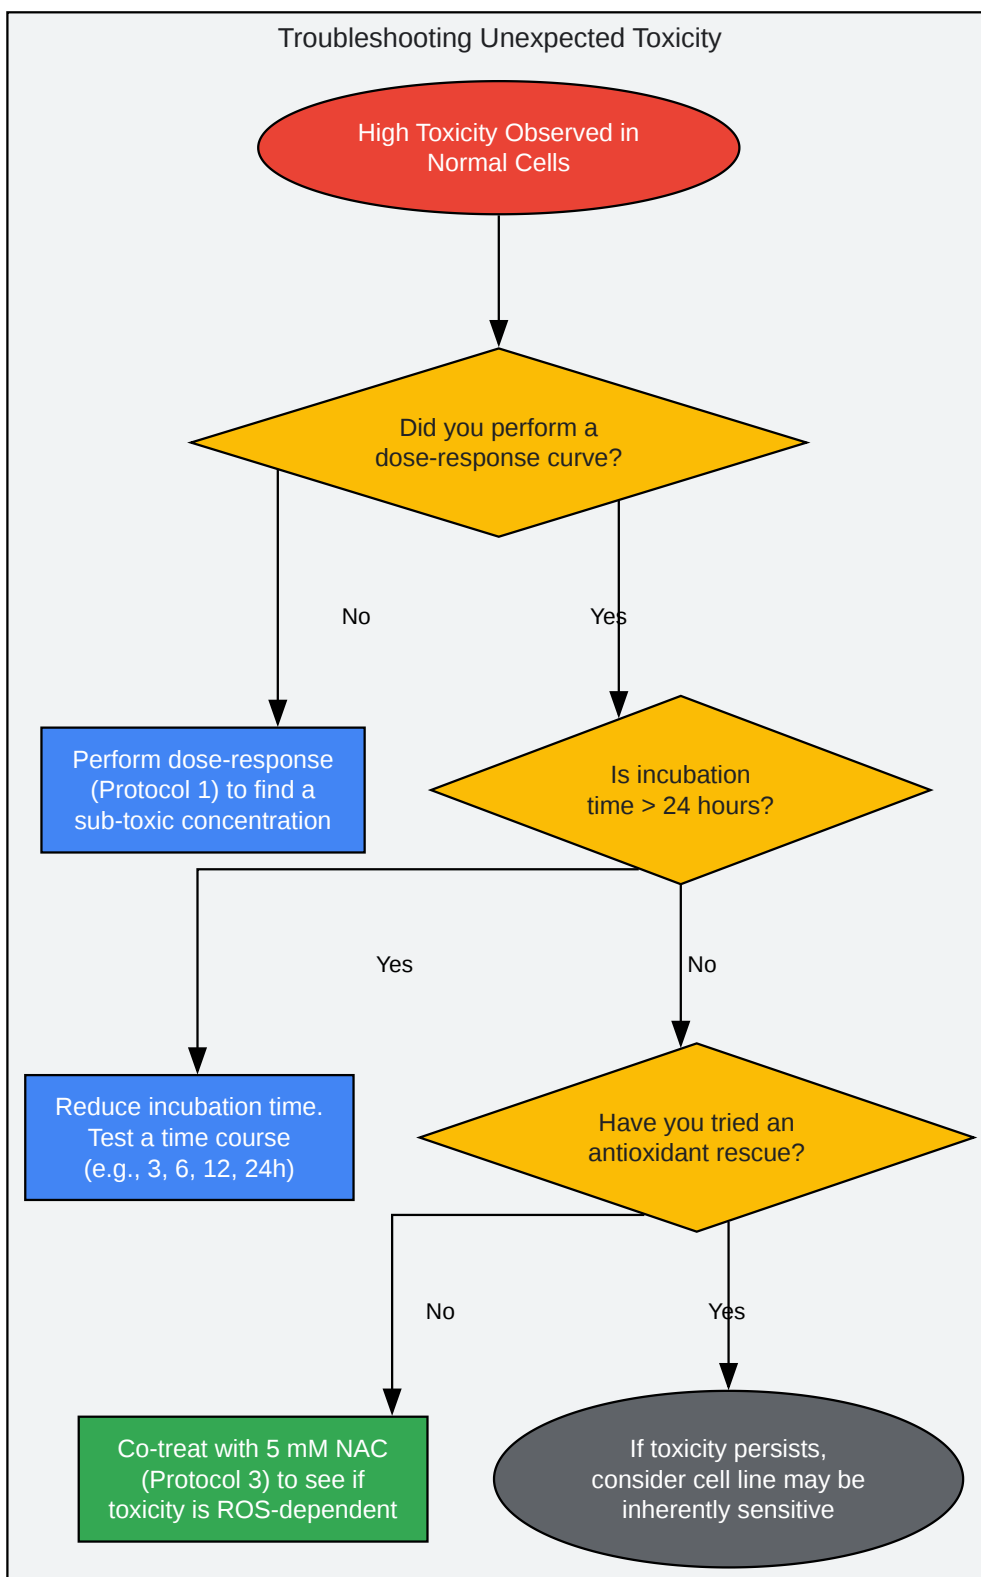 Troubleshooting Unexpected Toxicity
High Toxicity Observed in
Normal Cells
Did you perform a
dose-response curve?
No
Yes
Perform dose-response
(Protocol 1) to find a
sub-toxic concentration
Is incubation
time > 24 hours?
Yes
No
Reduce incubation time.
Test a time course
(e.g., 3, 6, 12, 24h)
Have you tried an
antioxidant rescue?
No
Yes
Co-treat with 5 mM NAC
(Protocol 3) to see if
toxicity is ROS-dependent
If toxicity persists,
consider cell line may be
inherently sensitive